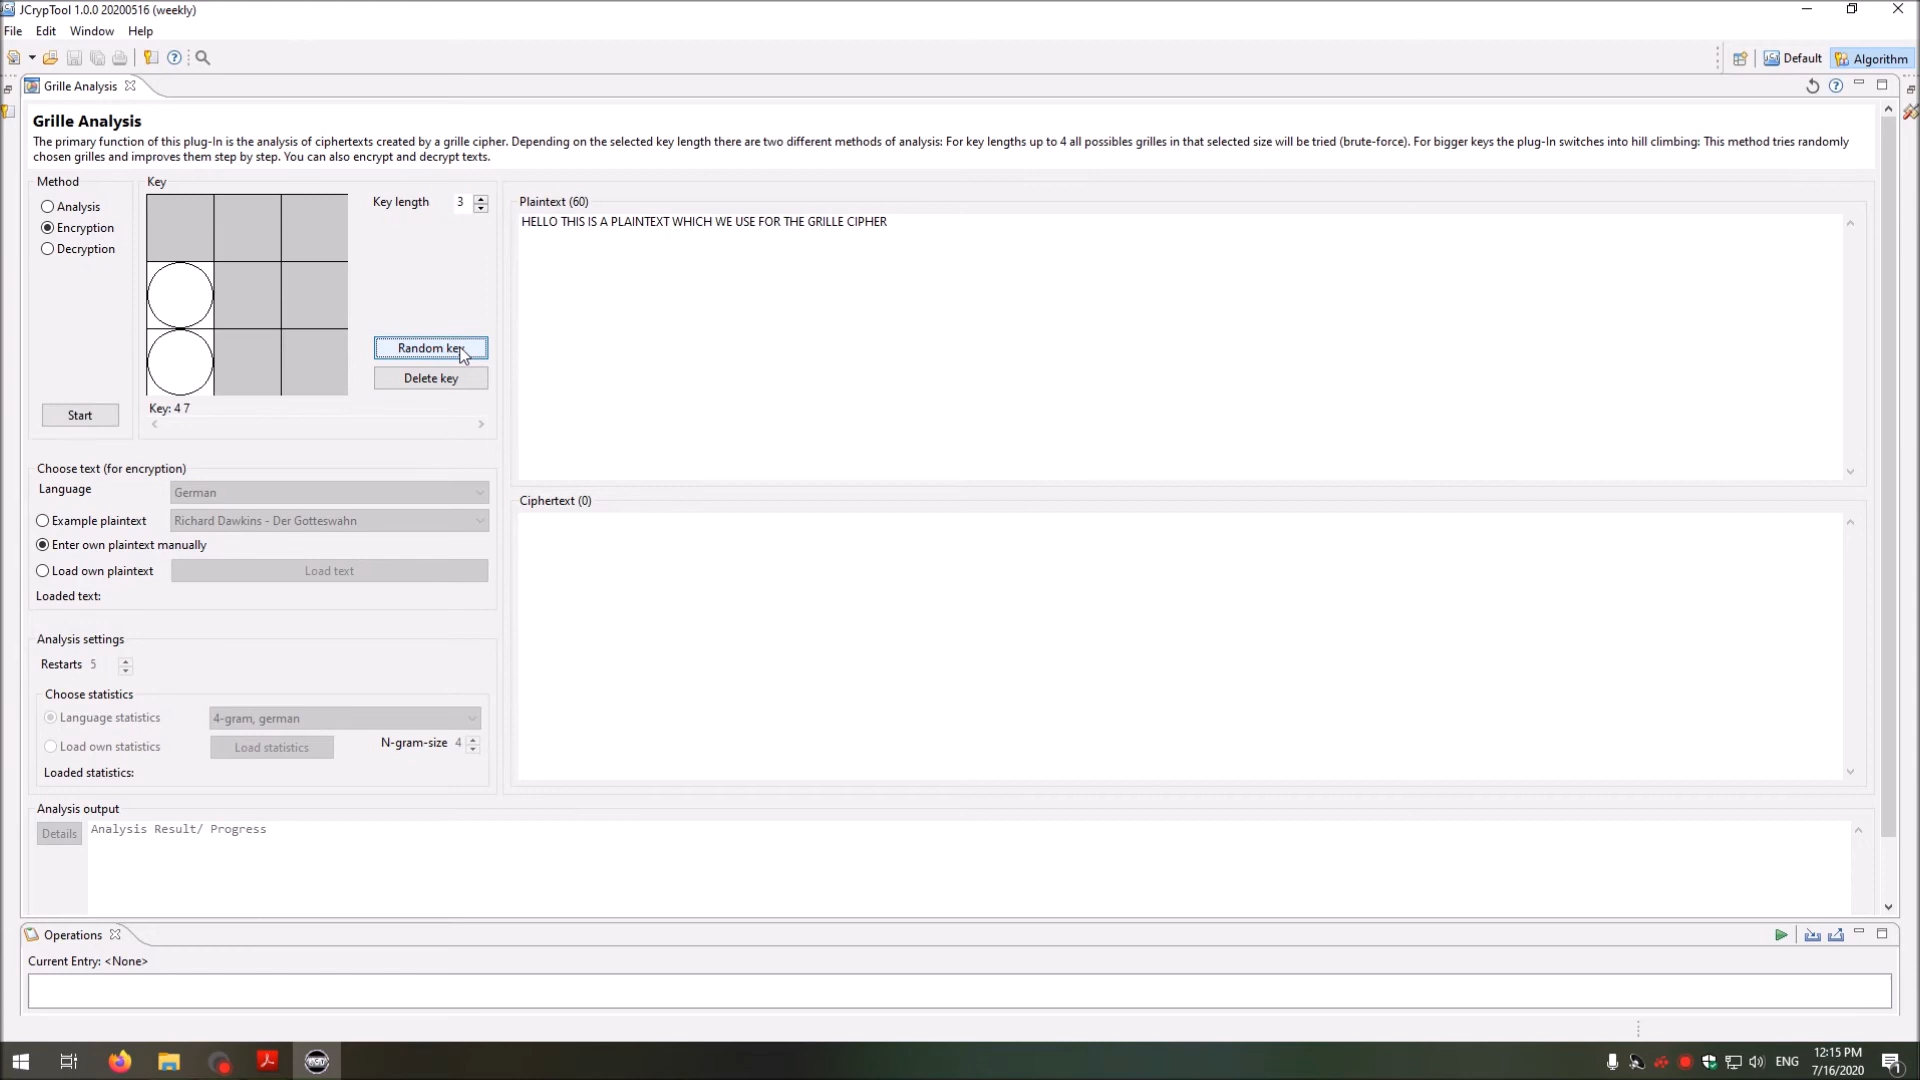 JCrypTool 1.0.0 20200516 (weekly)
File Edit Window Help
Default Algorithm
Grille Analysis
Grille Analysis
The primary function of this plug-In is the analysis of ciphertexts created by a grille cipher. Depending on the selected key length there are two different methods of analysis: For key lengths up to 4 all possibles grilles in that selected size will be tried (brute-force). For bigger keys the plug-In switches into hill climbing: This method tries randomly
chosen grilles and improves them step by step. You can also encrypt and decrypt texts.
Method
Analysis
Encryption
Decryption
Start
Key
Key length 3
Random key
Delete key
Key: 4 7
Choose text (for encryption)
Language German
Example plaintext Richard Dawkins - Der Gotteswahn
Enter own plaintext manually
Load own plaintext Load text
Loaded text:
Analysis settings
Restarts 5
Choose statistics
Language statistics 4-gram, german
Load own statistics Load statistics N-gram-size 4
Loaded statistics:
Plaintext (60)
HELLO THIS IS A PLAINTEXT WHICH WE USE FOR THE GRILLE CIPHER
Ciphertext (0)
Analysis output
Details Analysis Result/ Progress
Operations
Current Entry: <None>
ENG
12:15 PM
7/16/2020
1